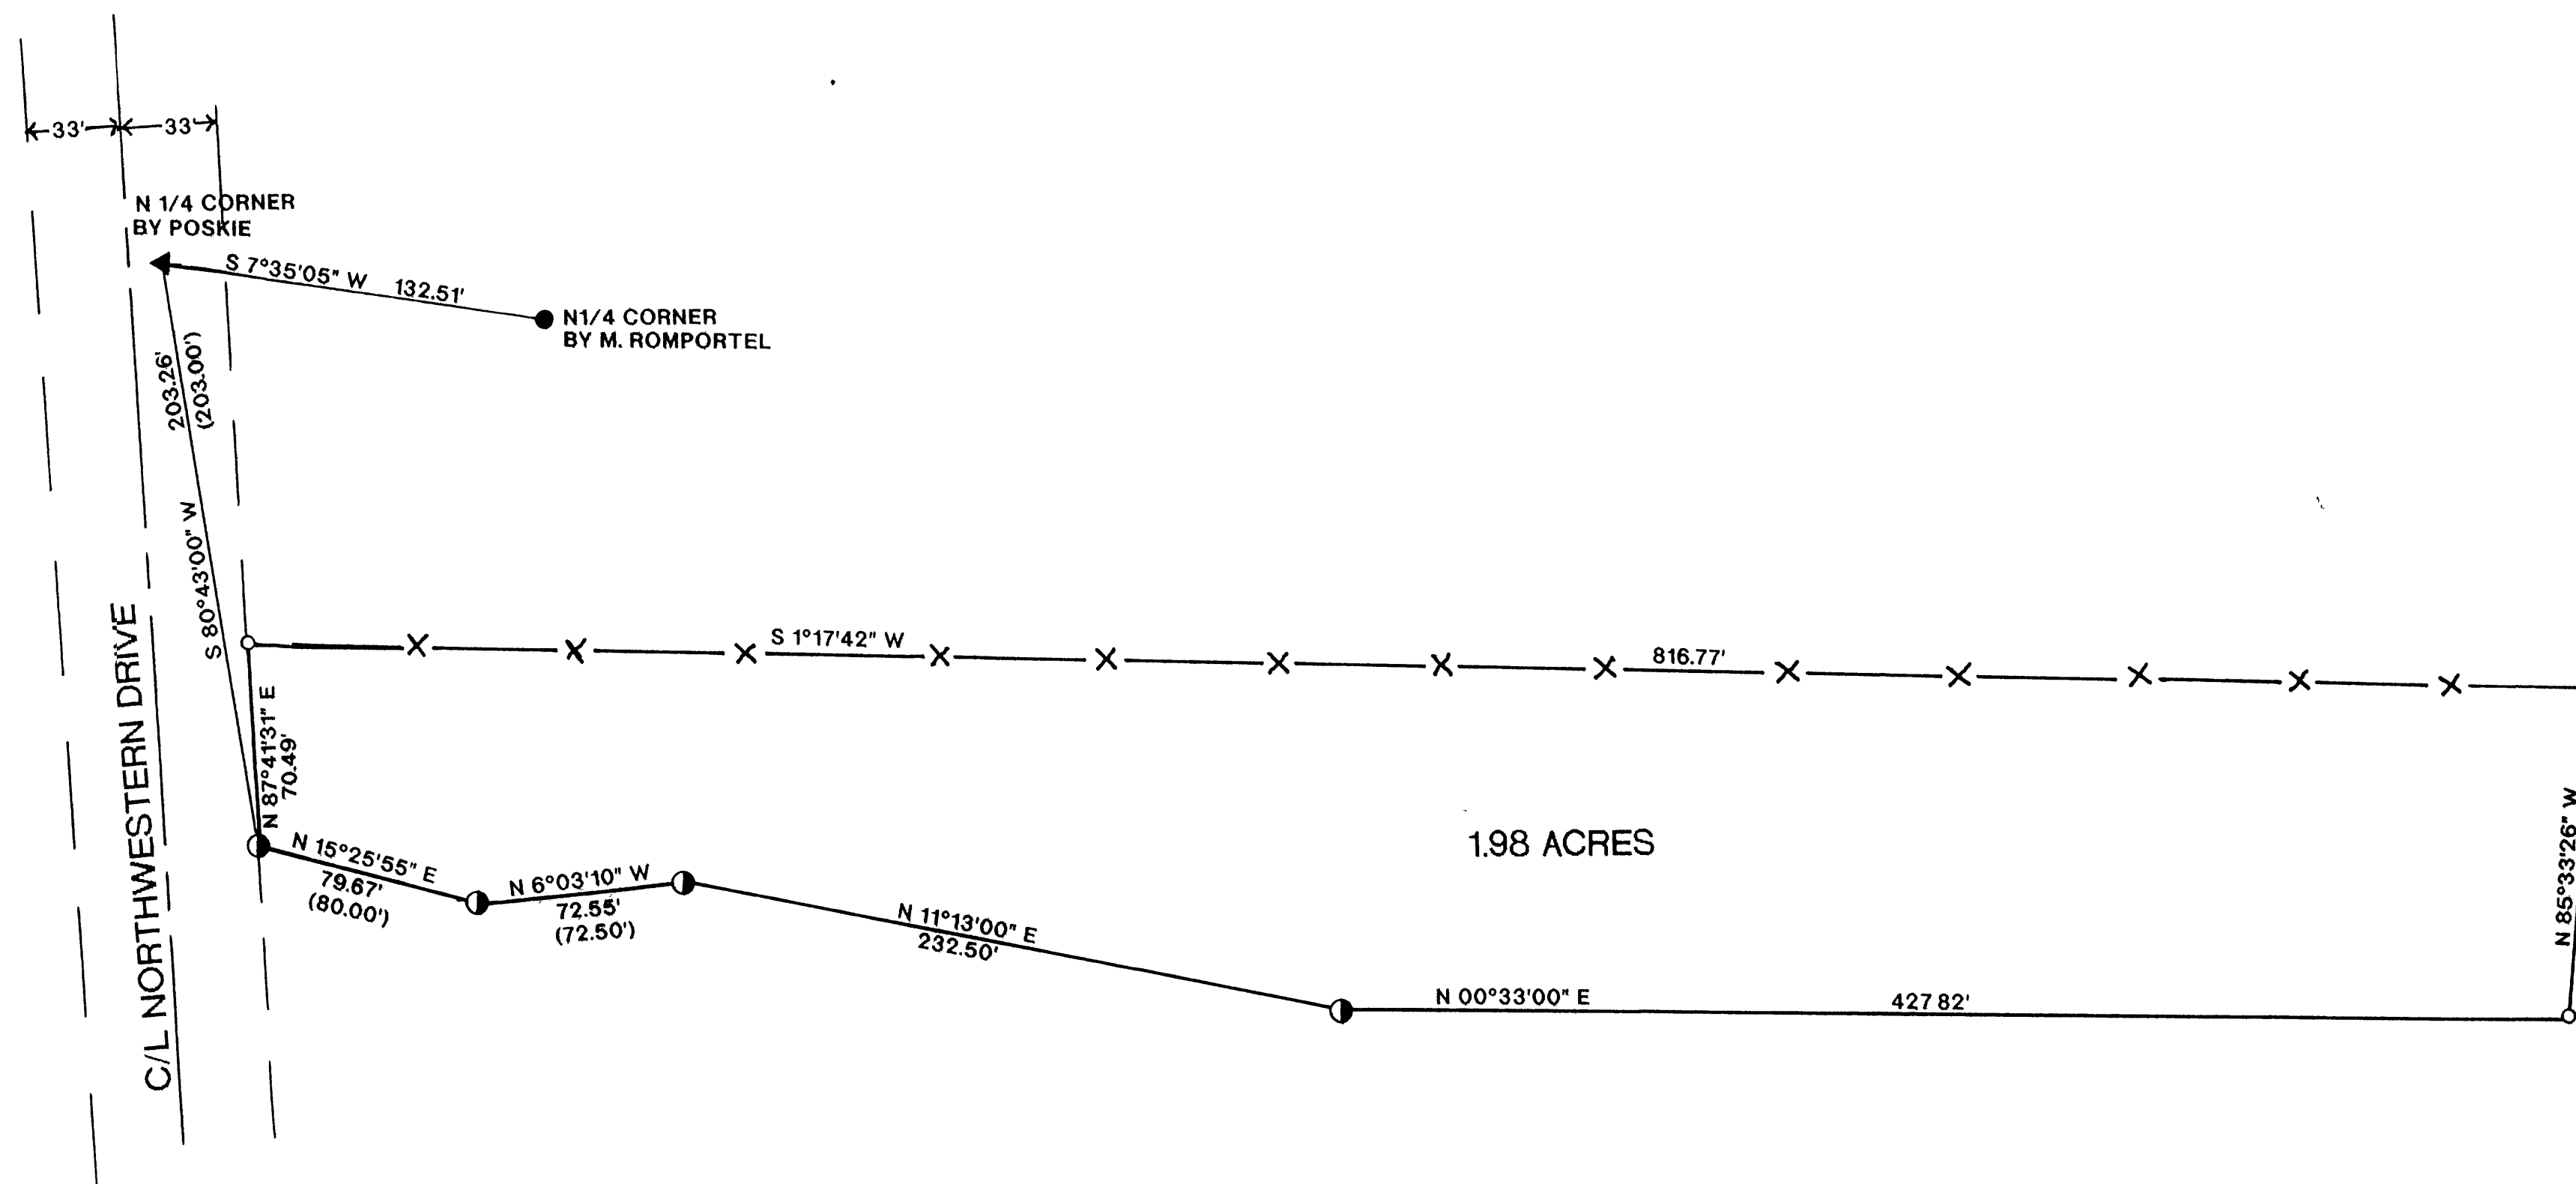 33'
33'
N 1/4 CORNER
BY POSKIE
S 7°35'05" W 132.51'
N1/4 CORNER
BY M. ROMPORTEL
203.26'
(203.00')
S 80°43'00" W
S 1°17'42" W
816.77'
C/L NORTHWESTERN DRIVE
N 87°41'31" E
70.49'
N 15°25'55" E
79.67'
(80.00')
N 6°03'10" W
72.55'
(72.50')
N 11°13'00" E
232.50'
1.98 ACRES
N 85°33'26" W
N 00°33'00" E
427 82'